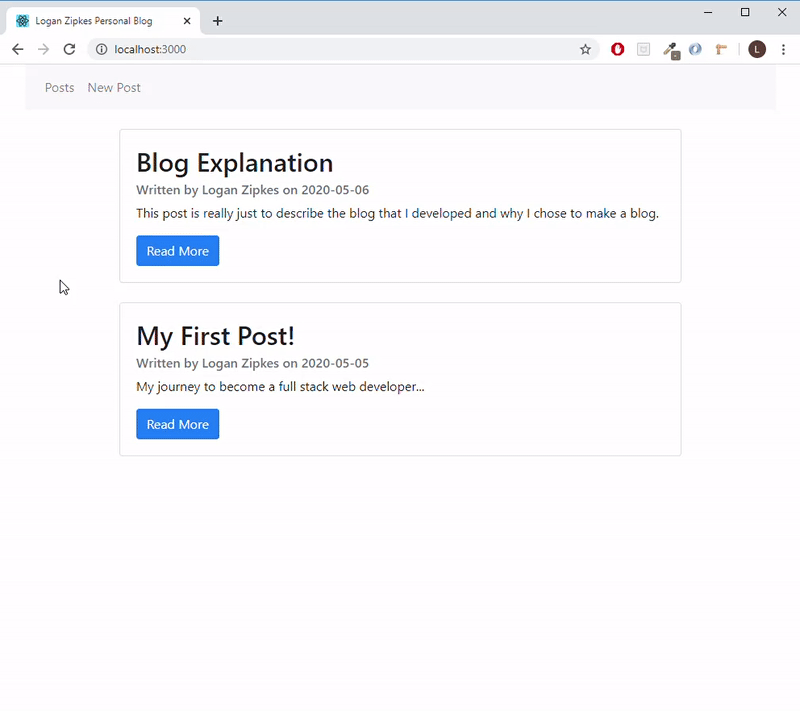 Logan Zipkes Personal Blog
localhost:3000
L
Posts New Post
Blog Explanation
Written by Logan Zipkes on 2020-05-06
This post is really just to describe the blog that I developed and why I chose to make a blog.
Read More
My First Post!
Written by Logan Zipkes on 2020-05-05
My journey to become a full stack web developer...
Read More